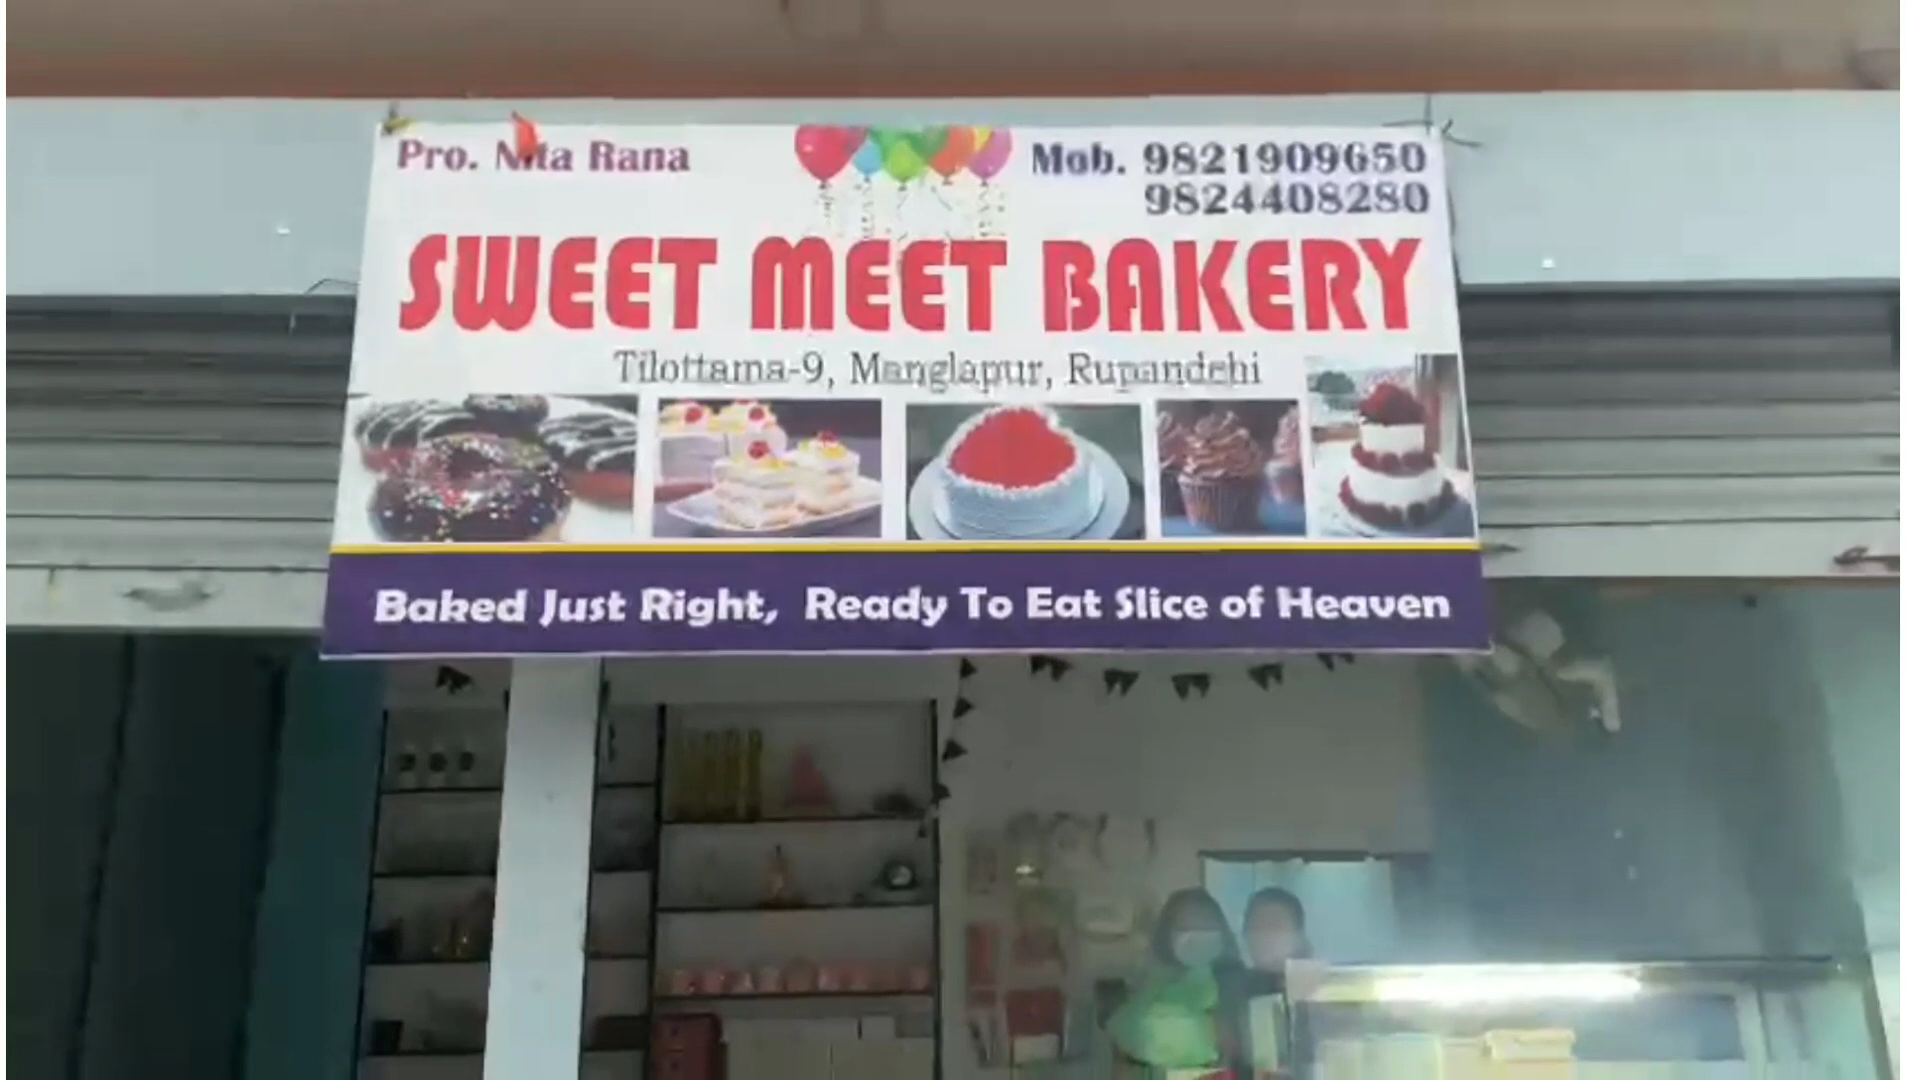 Pro. Nita Rana
Mob. 9821909650
9824408280
SWEET MEET BAKERY
Tilottama-9, Manglapur, Rupandehi
Baked Just Right, Ready To Eat Slice of Heaven